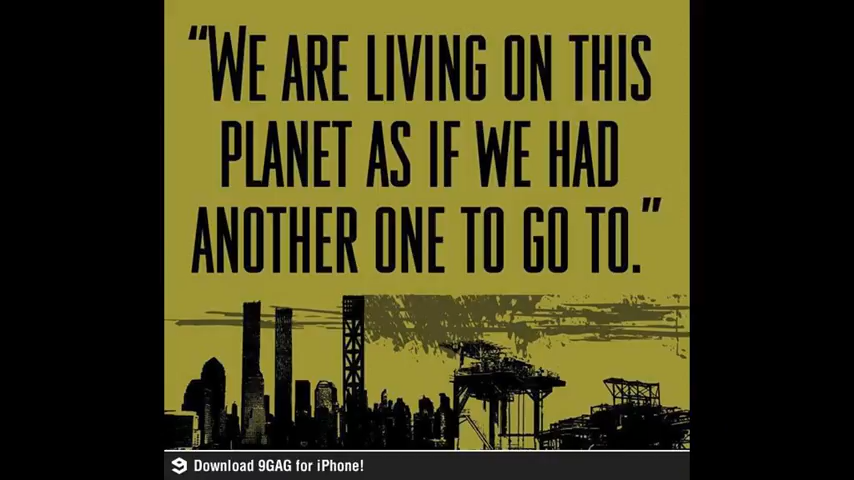 “WE ARE LIVING ON THIS
PLANET AS IF WE HAD
ANOTHER ONE TO GO TO.”
Download 9GAG for iPhone!